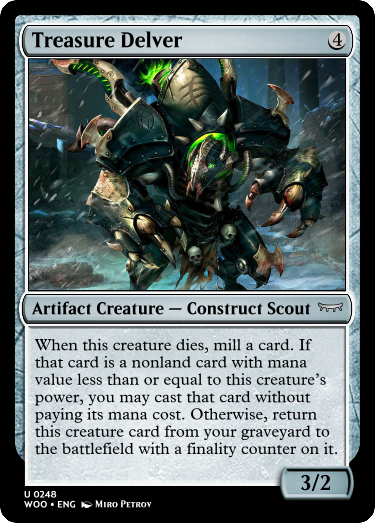 Treasure Delver 4
Artifact Creature — Construct Scout
When this creature dies, mill a card. If
that card is a nonland card with mana
value less than or equal to this creature's
power, you may cast that card without
paying its mana cost. Otherwise, return
this creature card from your graveyard to
the battlefield with a finality counter on it.
3/2
U 0248
WOO • ENG Miro Petrov